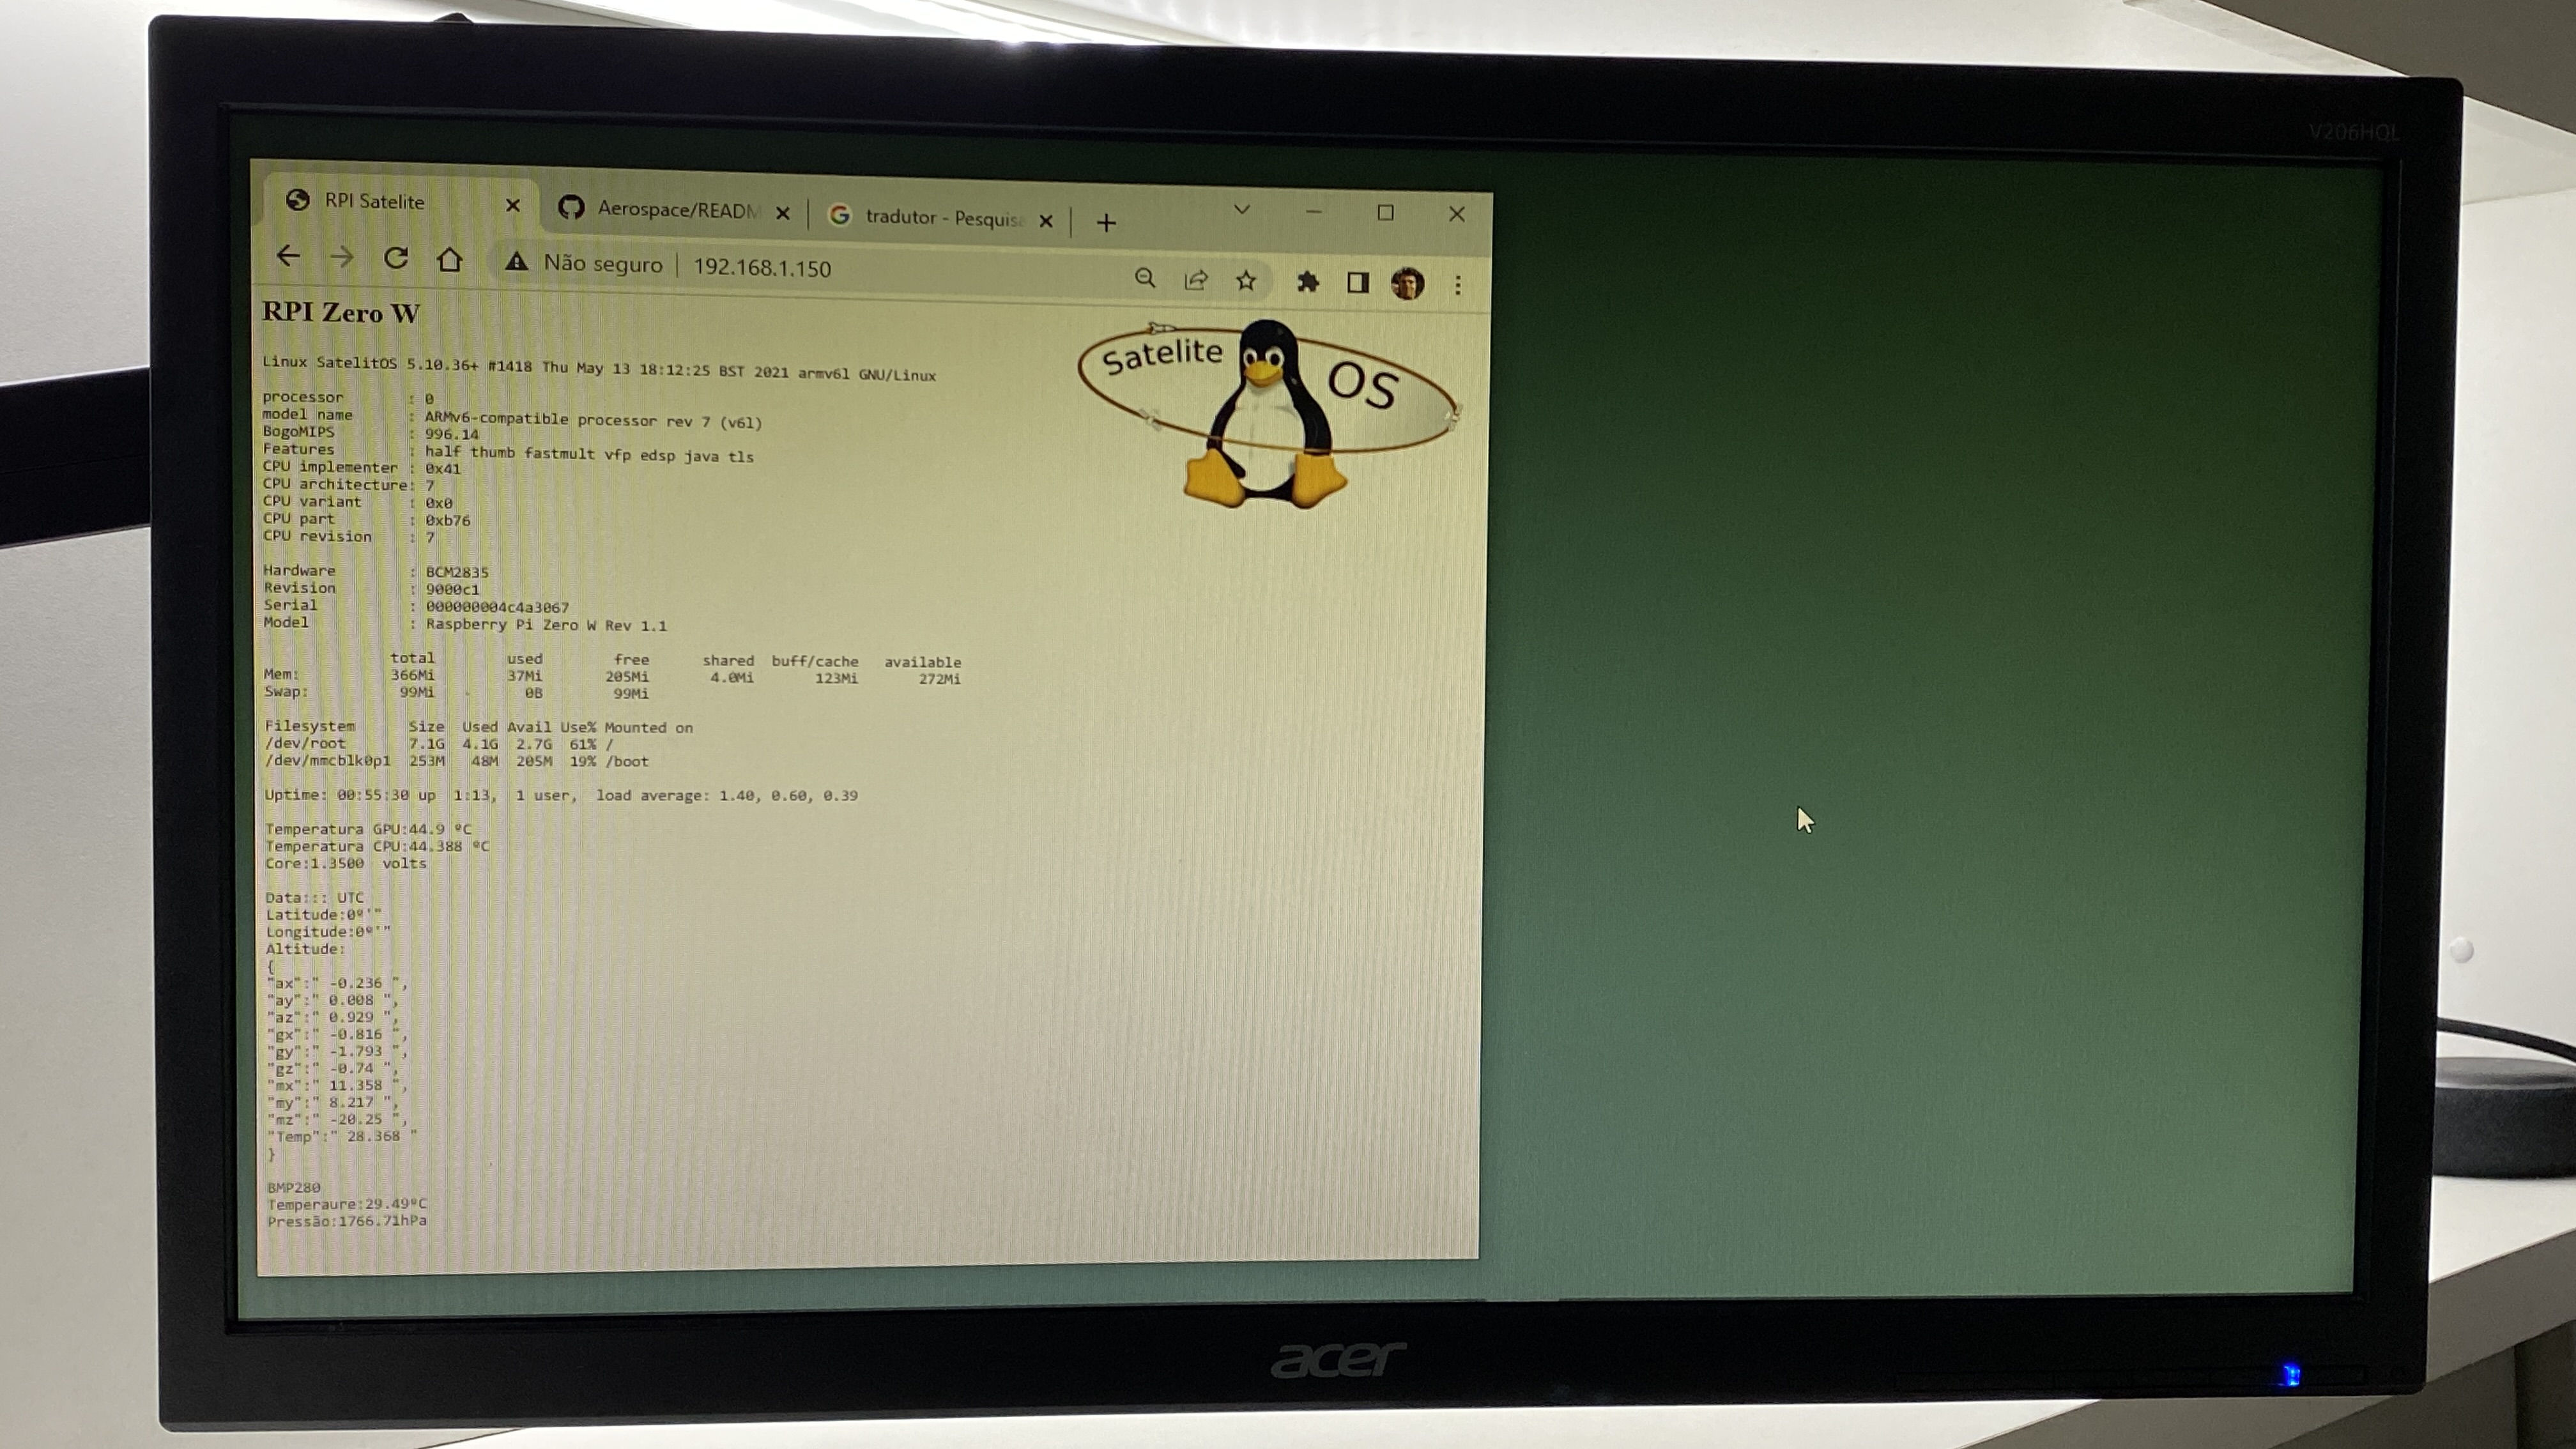 V206HQL
RPI Satelite
Aerospace/READM
tradutor - Pesquis
Não seguro
192.168.1.150
RPI Zero W
Satelite
OS
Linux SatelitOS 5.10.36+ #1418 Thu May 13 18:12:25 BST 2021 armv6l GNU/Linux
processor : 0
model name : ARMv6-compatible processor rev 7 (v6l)
BogoMIPS : 996.14
Features : half thumb fastmult vfp edsp java tls
CPU implementer : 0x41
CPU architecture: 7
CPU variant : 0x0
CPU part : 0xb76
CPU revision : 7
Hardware : BCM2835
Revision : 9000c1
Serial : 000000004c4a3067
Model : Raspberry Pi Zero W Rev 1.1
total used free shared buff/cache available
Mem: 366Mi 37Mi 205Mi 4.0Mi 123Mi 272Mi
Swap: 99Mi 0B 99Mi
Filesystem Size Used Avail Use% Mounted on
/dev/root 7.1G 4.1G 2.7G 61% /
/dev/mmcblk0p1 253M 48M 205M 19% /boot
Uptime: 00:55:30 up 1:13, 1 user, load average: 1.40, 0.60, 0.39
Temperatura GPU:44.9 ºC
Temperatura CPU:44.388 ºC
Core:1.3500 volts
Data::: UTC
Latitude:0º'"
Longitude:0º'"
Altitude:
{
"ax":" -0.236 ",
"ay":" 0.008 ",
"az":" 0.929 ",
"gx":" -0.816 ",
"gy":" -1.793 ",
"gz":" -0.74 ",
"mx":" 11.358 ",
"my":" 8.217 ",
"mz":" -20.25 ",
"Temp":" 28.368 "
}
BMP280
Temperaure:29.49ºC
Pressão:1766.71hPa
acer